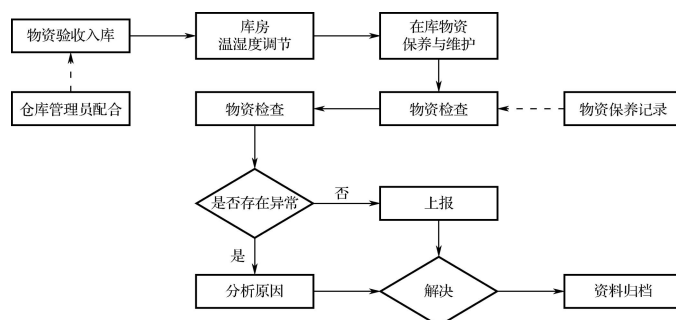 物资验收入库
库房
温湿度调节
在库物资
保养与维护
仓库管理员配合
物资检查
物资检查
物资保养记录
是否存在异常
否
上报
是
分析原因
解决
资料归档